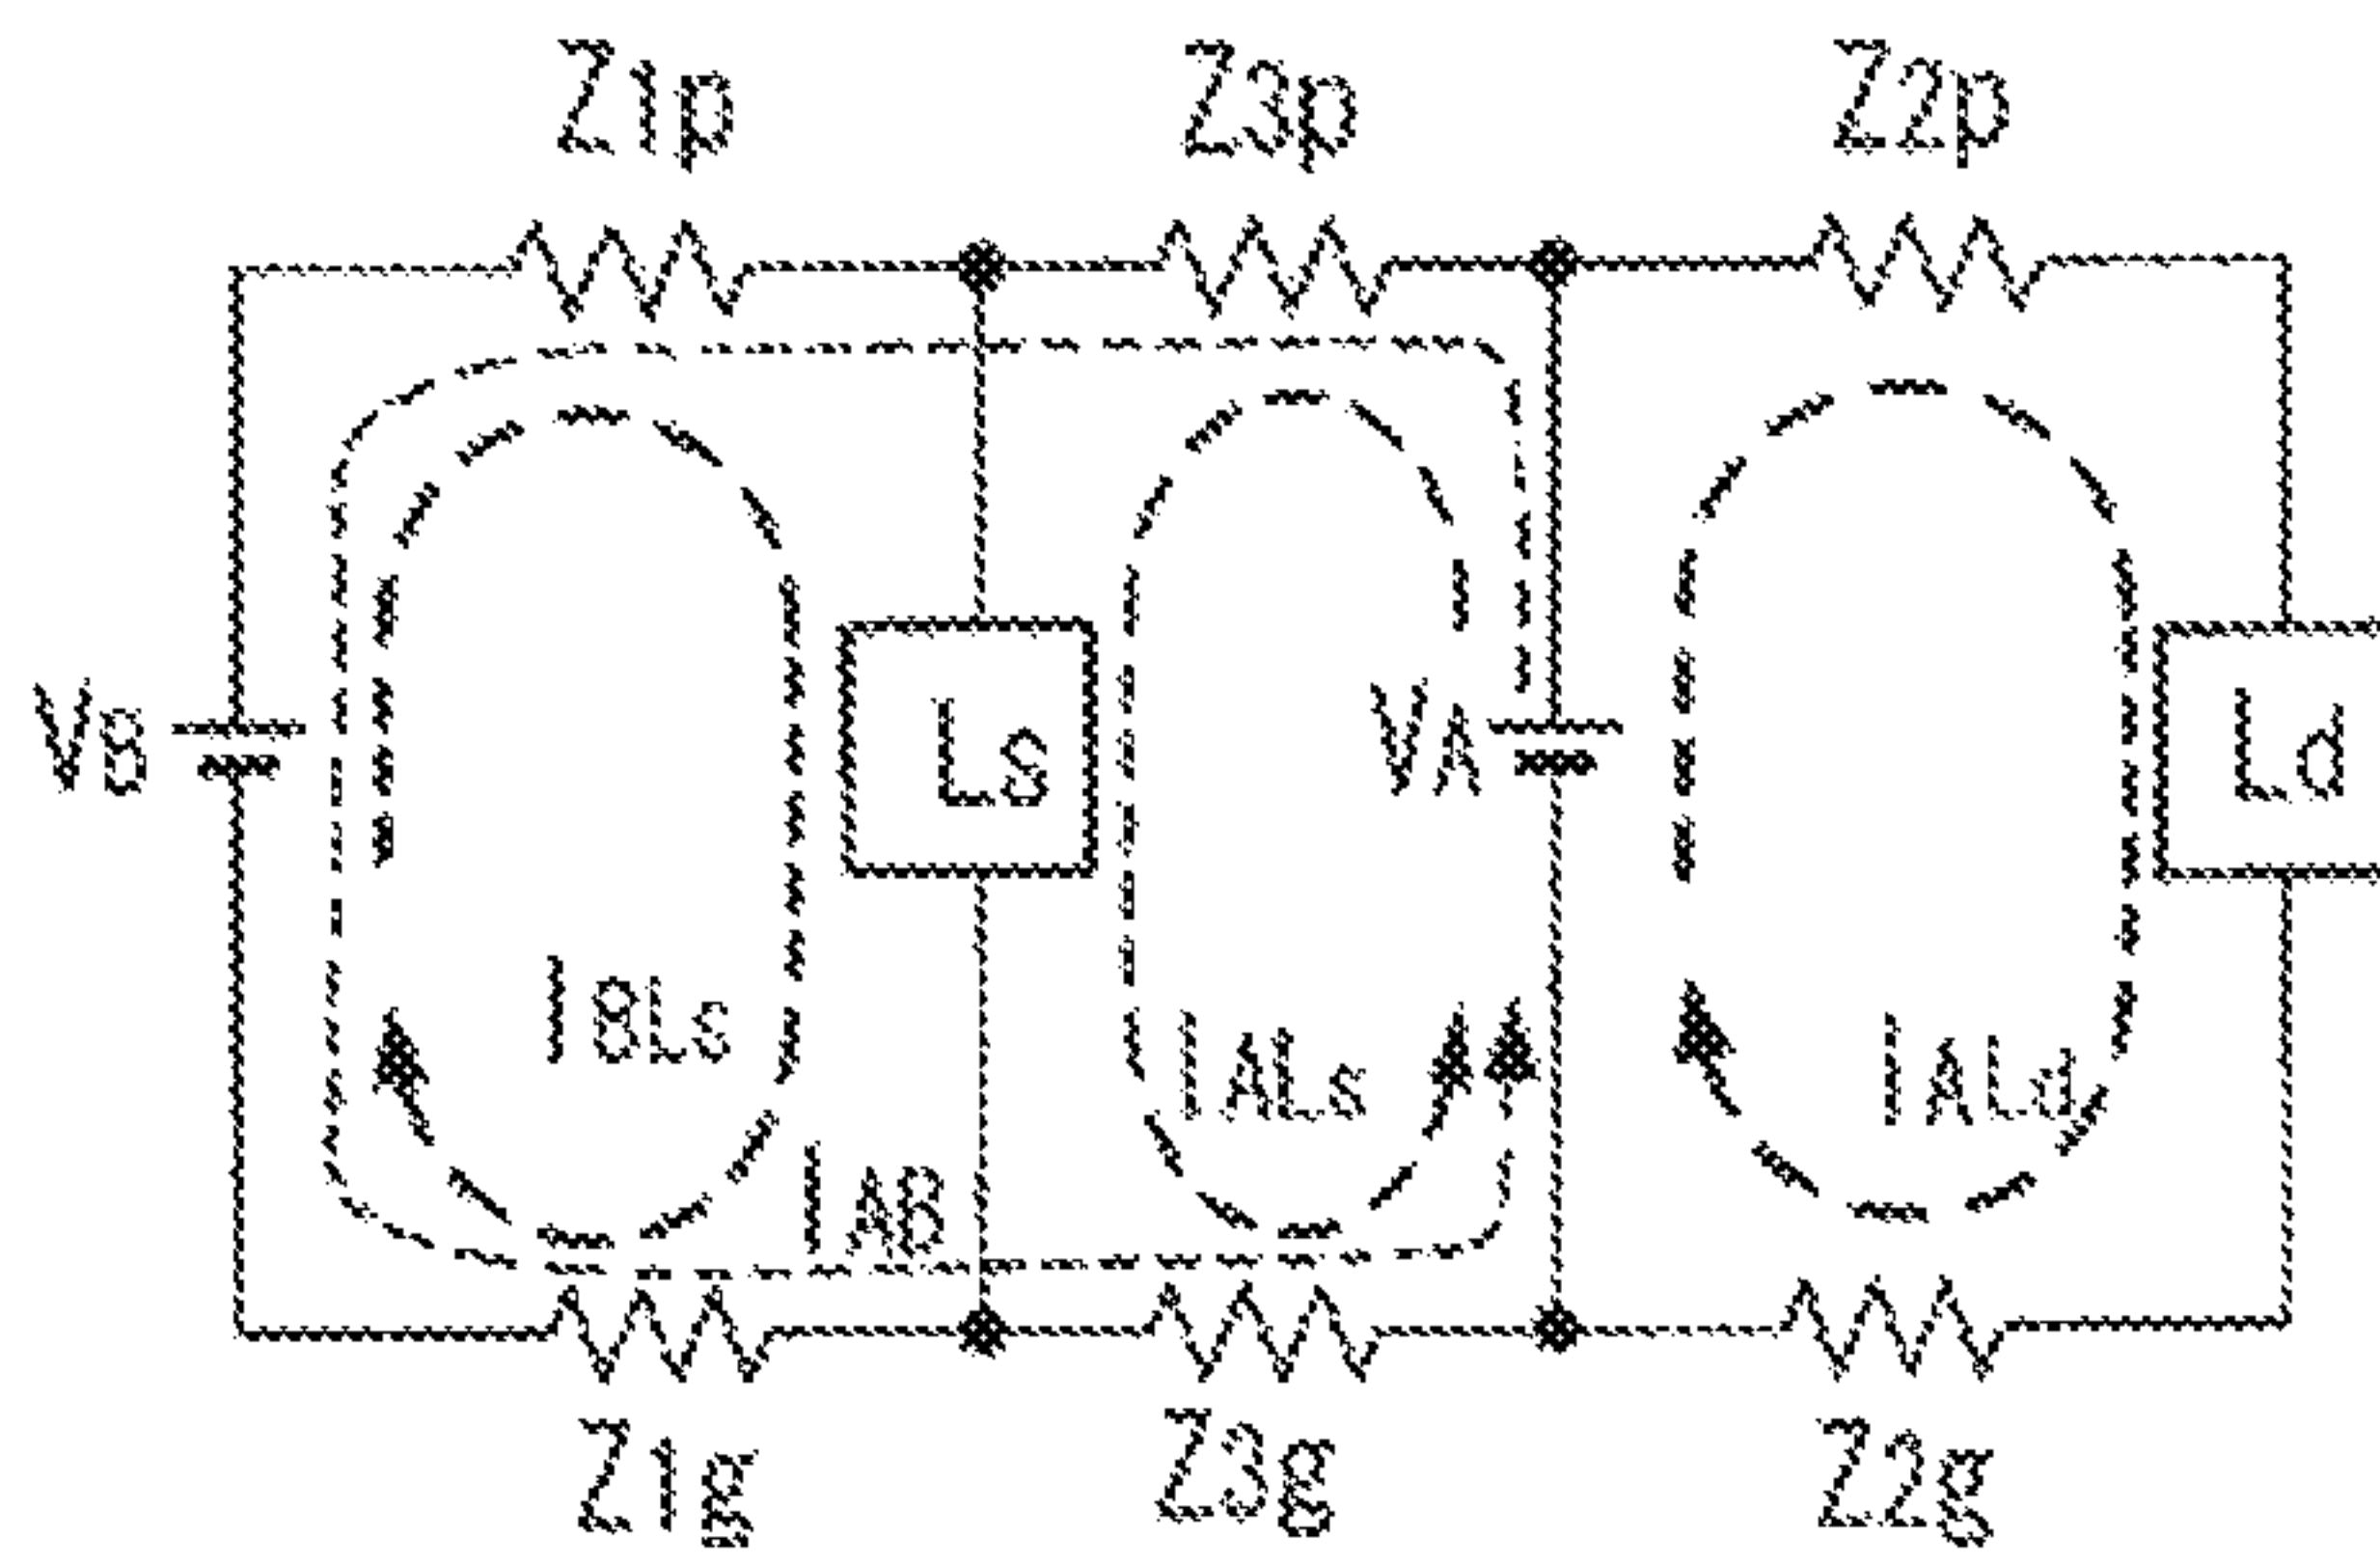 Z1p Z3p Z2p
VB Ls VA Ld
IBLs IALs IALd
IAB
Z1g Z3g Z2g